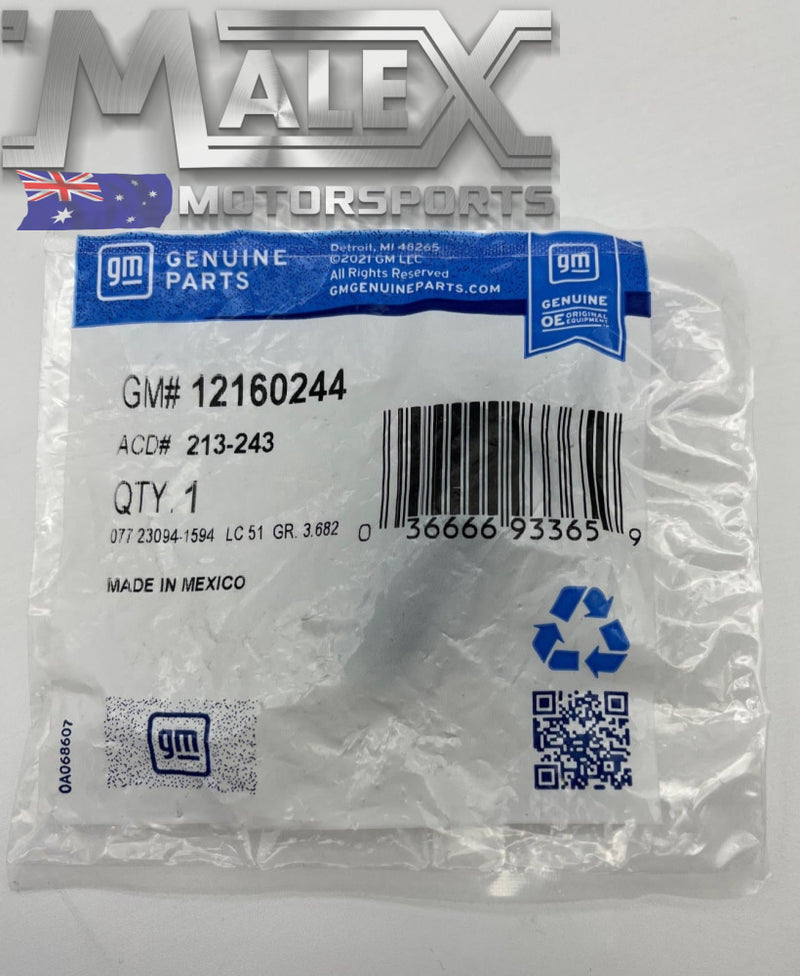 MALEX
MOTORSPORTS
gm GENUINE PARTS
Detroit, MI 48265
©2021 GM LLC
All Rights Reserved
GMGENUINEPARTS.COM
gm
GENUINE
OE ORIGINAL EQUIPMENT™
GM# 12160244
ACD# 213-243
QTY. 1
077 23094-1594 LC 51 GR. 3.682
0 36666 93365 9
MADE IN MEXICO
0A068607
gm